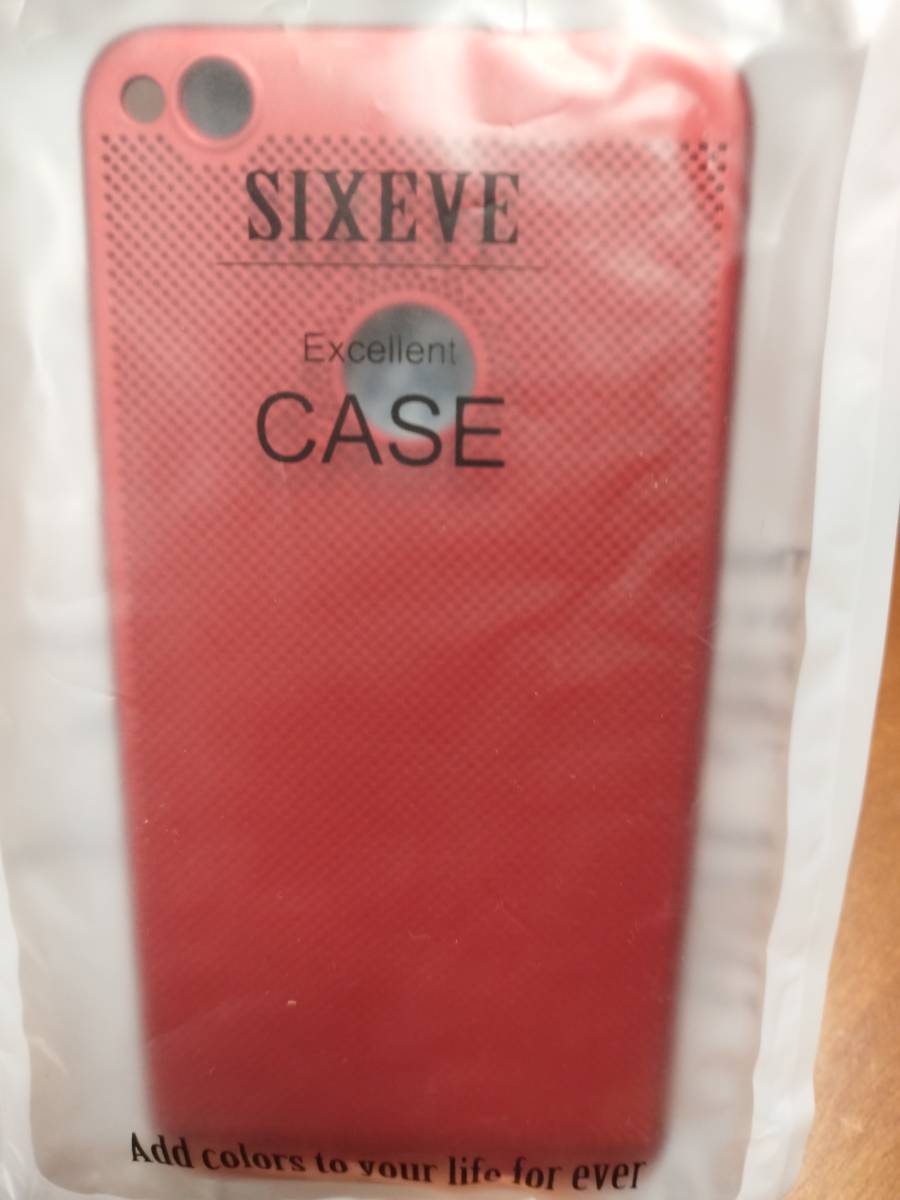 SIXEVE
Excellent
CASE
Add colors to your life for ever